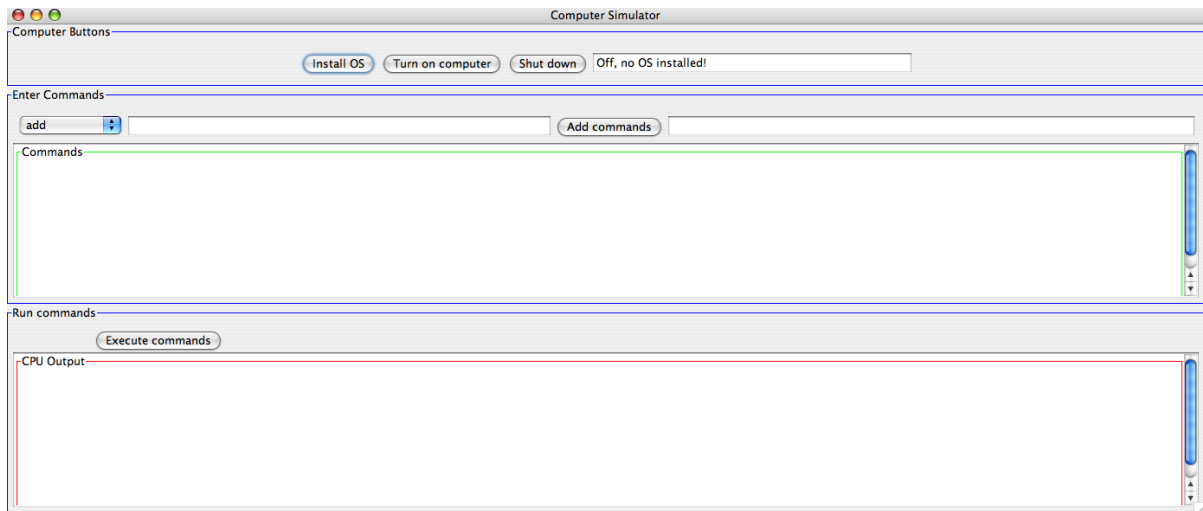 Computer Simulator
Computer Buttons
Install OS Turn on computer Shut down Off, no OS installed!
Enter Commands
add Add commands
Commands
Run commands
Execute commands
CPU Output